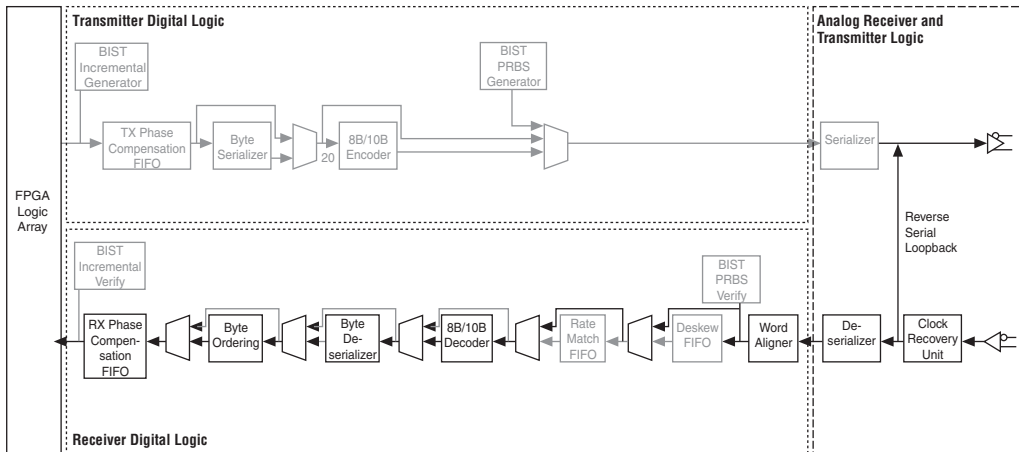 Transmitter Digital Logic
Analog Receiver and
Transmitter Logic
BIST
Incremental
Generator
BIST
PRBS
Generator
TX Phase
Compensation
FIFO
Byte
Serializer
20
8B/10B
Encoder
Serializer
FPGA
Logic
Array
Reverse
Serial
Loopback
BIST
Incremental
Verify
BIST
PRBS
Verify
RX Phase
Compen-
sation
FIFO
Byte
Ordering
Byte
De-
serializer
8B/10B
Decoder
Rate
Match
FIFO
Deskew
FIFO
Word
Aligner
De-
serializer
Clock
Recovery
Unit
Receiver Digital Logic